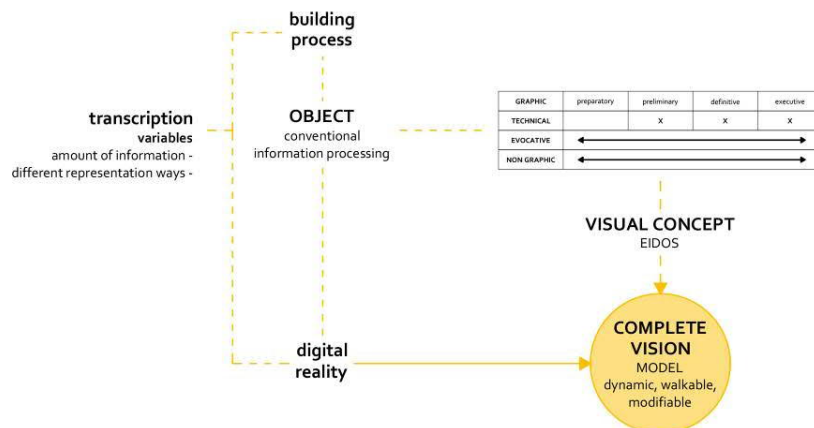 building
process
transcription
variables
amount of information -
different representation ways -
OBJECT
conventional
information processing
GRAPHIC preparatory preliminary definitive executive
TECHNICAL x x x
EVOCATIVE
NON GRAPHIC
VISUAL CONCEPT
EIDOS
digital
reality
COMPLETE
VISION
MODEL
dynamic, walkable,
modifiable